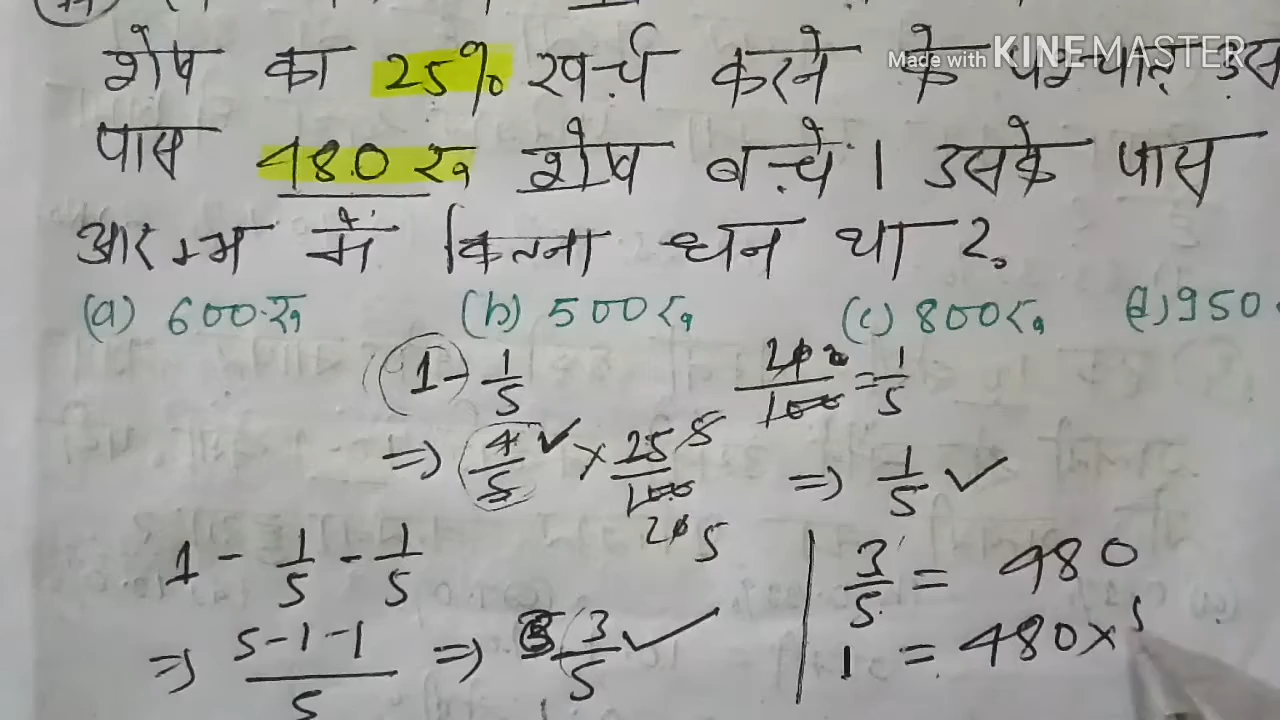 Made with KINEMASTER
शेष का 25% खर्च करने के पश्चात् उस
पास 480 रु शेष बचे । उसके पास
आरम्भ में कितना धन था ?
(a) 600 रु (b) 500 रु (c) 800 रु (d) 950
1 - 1/5 20/100 = 1/5
⇒ 4/5 × 25/100 ⇒ 1/5 ✓
1 - 1/5 - 1/5 3/5 = 480
⇒ 5-1-1/5 ⇒ 3/5 ✓ 1 = 480×5